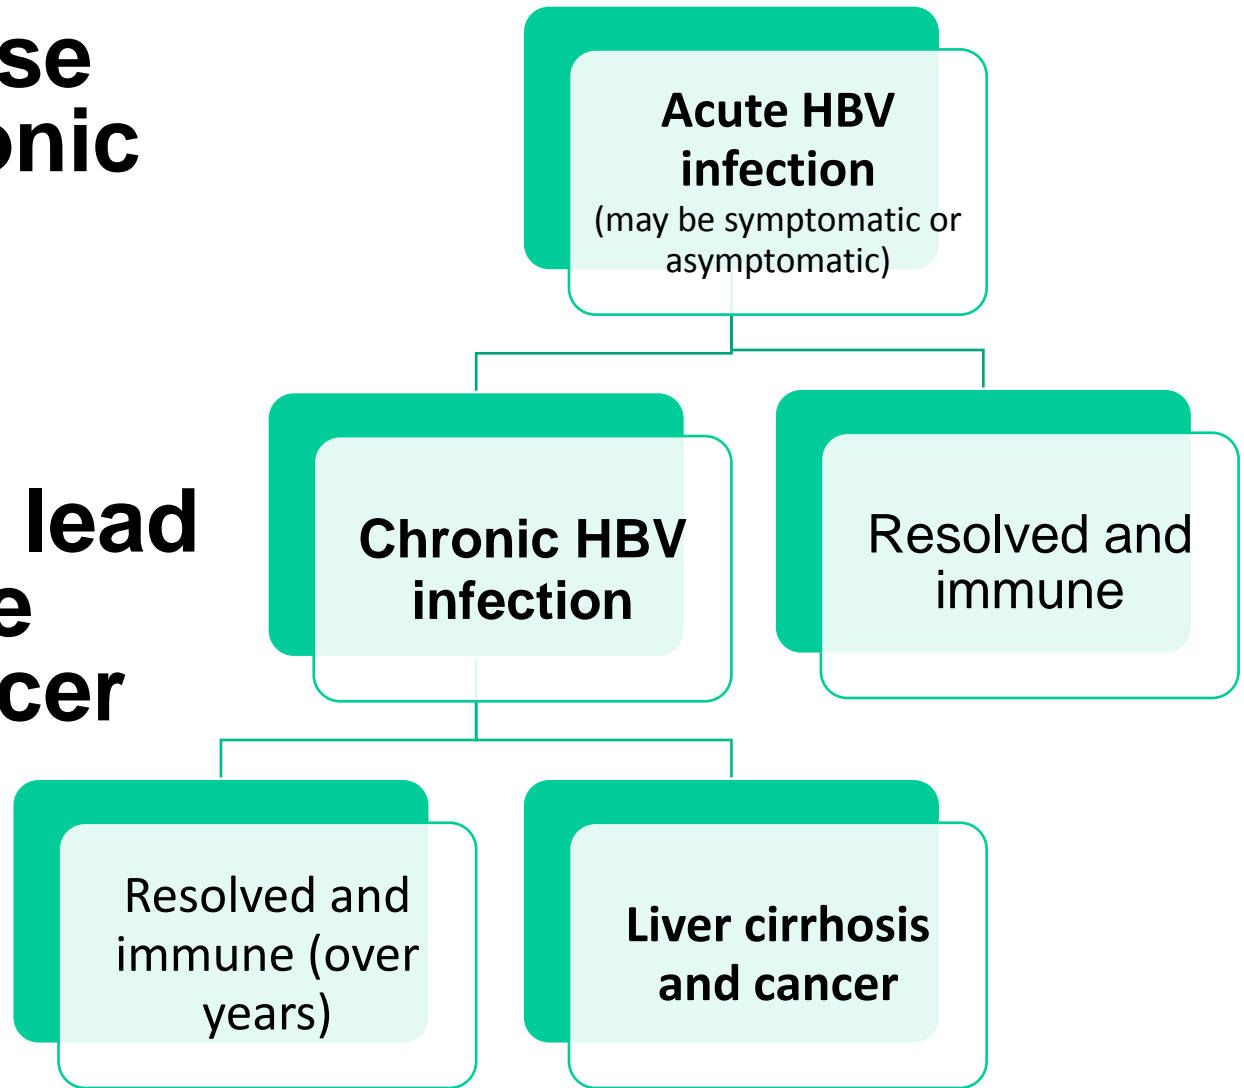 se
onic
lead
e
cer
Acute HBV
infection
(may be symptomatic or
asymptomatic)
Chronic HBV
infection
Resolved and
immune
Resolved and
immune (over
years)
Liver cirrhosis
and cancer